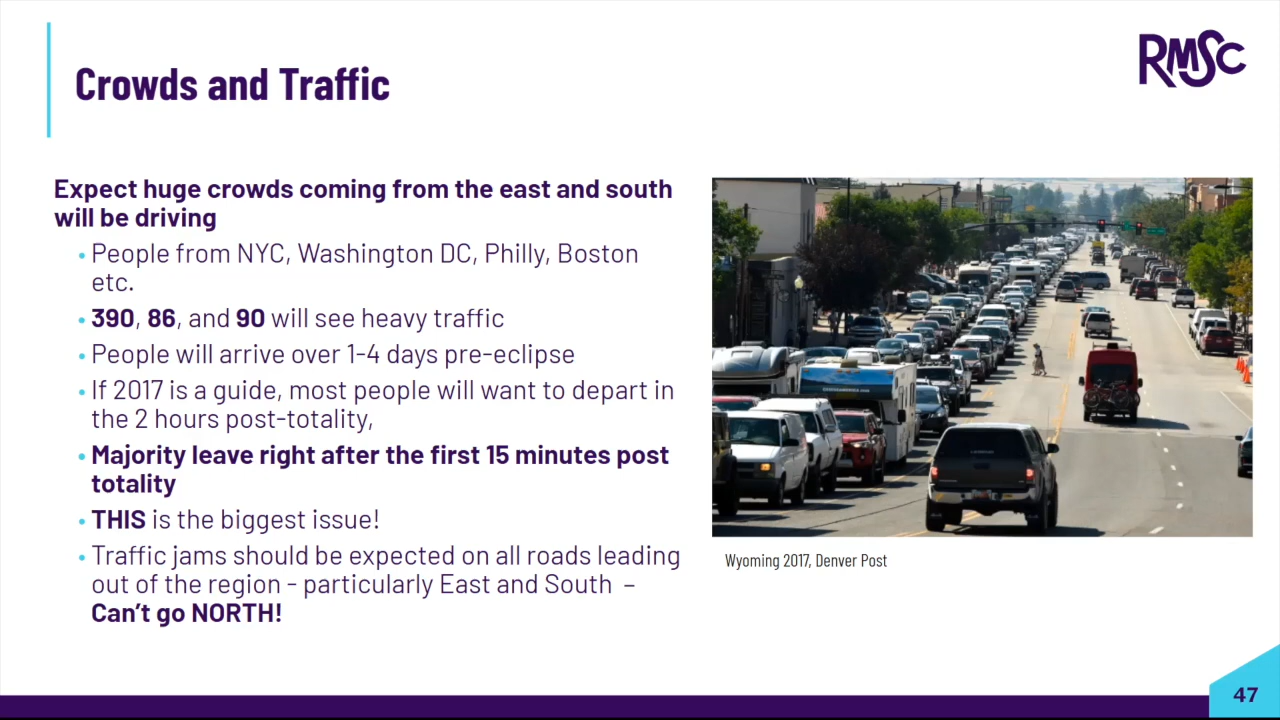 RMSC
Crowds and Traffic
Expect huge crowds coming from the east and south
will be driving
• People from NYC, Washington DC, Philly, Boston
etc.
• 390, 86, and 90 will see heavy traffic
• People will arrive over 1-4 days pre-eclipse
• If 2017 is a guide, most people will want to depart in
the 2 hours post-totality,
• Majority leave right after the first 15 minutes post
totality
• THIS is the biggest issue!
• Traffic jams should be expected on all roads leading
out of the region - particularly East and South –
Can't go NORTH!
Wyoming 2017, Denver Post
47